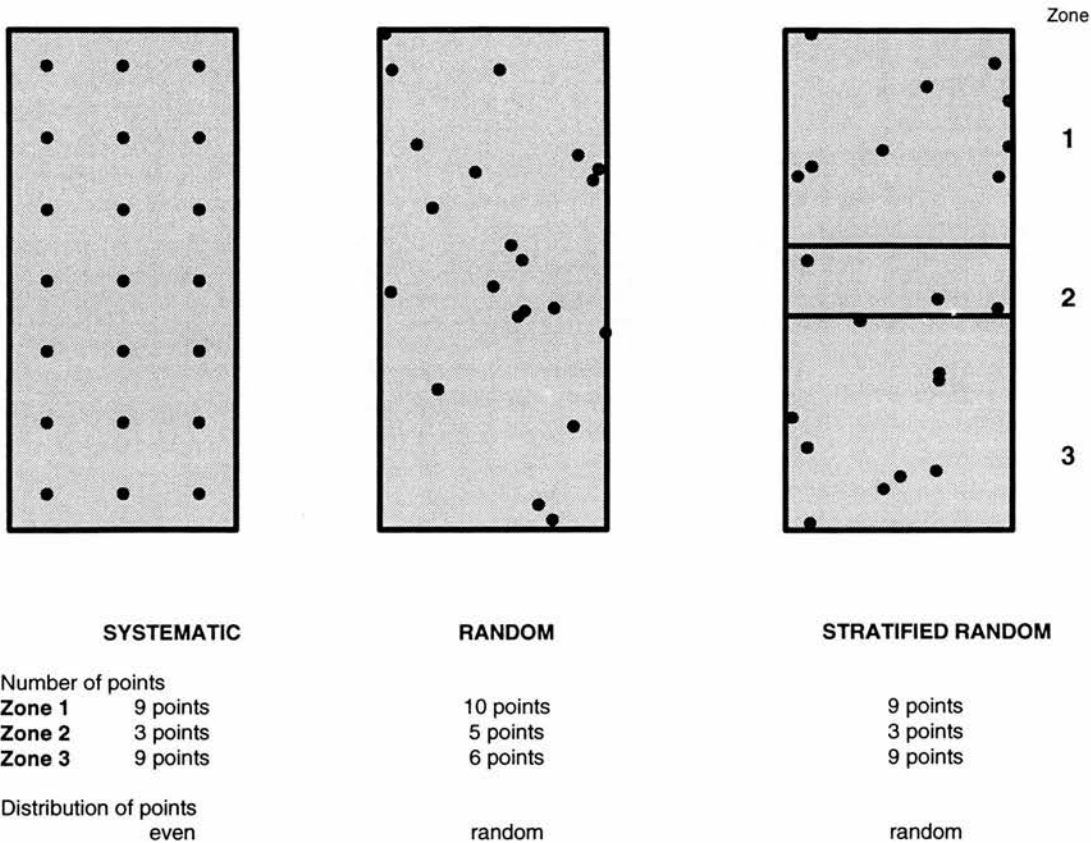 Zone
1
2
3
SYSTEMATIC RANDOM STRATIFIED RANDOM
Number of points
Zone 1 9 points 10 points 9 points
Zone 2 3 points 5 points 3 points
Zone 3 9 points 6 points 9 points
Distribution of points
even random random